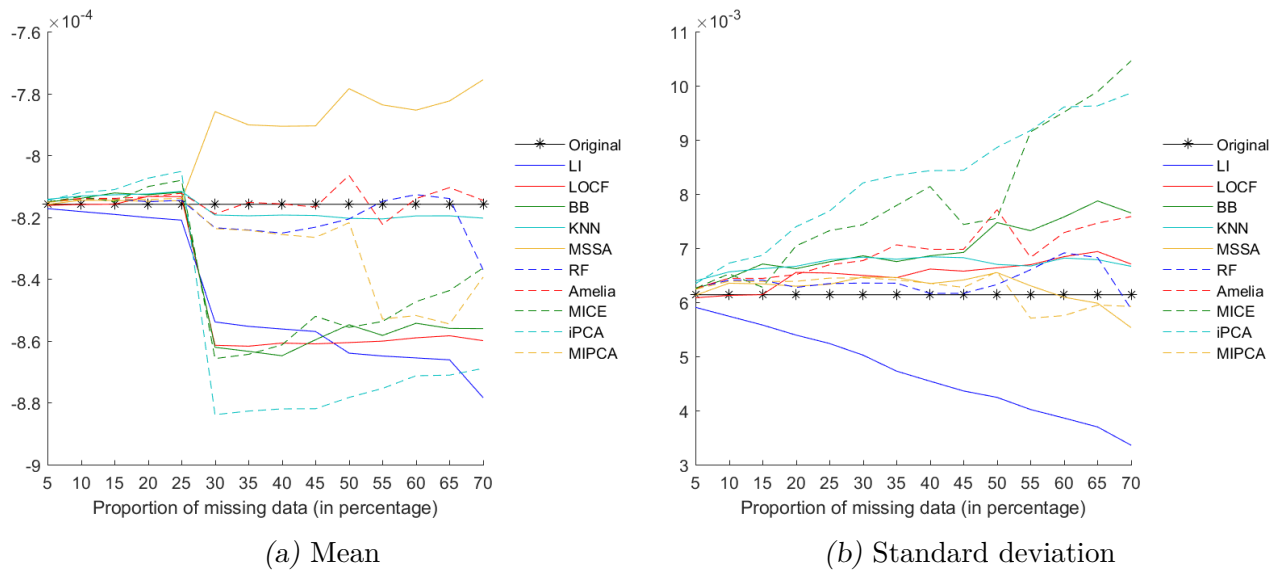 ×10⁻⁴
-7.6
-7.8
-8
-8.2
-8.4
-8.6
-8.8
-9
5 10 15 20 25 30 35 40 45 50 55 60 65 70
Proportion of missing data (in percentage)
Original
LI
LOCF
BB
KNN
MSSA
RF
Amelia
MICE
iPCA
MIPCA
(a) Mean
×10⁻³
11
10
9
8
7
6
5
4
3
5 10 15 20 25 30 35 40 45 50 55 60 65 70
Proportion of missing data (in percentage)
Original
LI
LOCF
BB
KNN
MSSA
RF
Amelia
MICE
iPCA
MIPCA
(b) Standard deviation